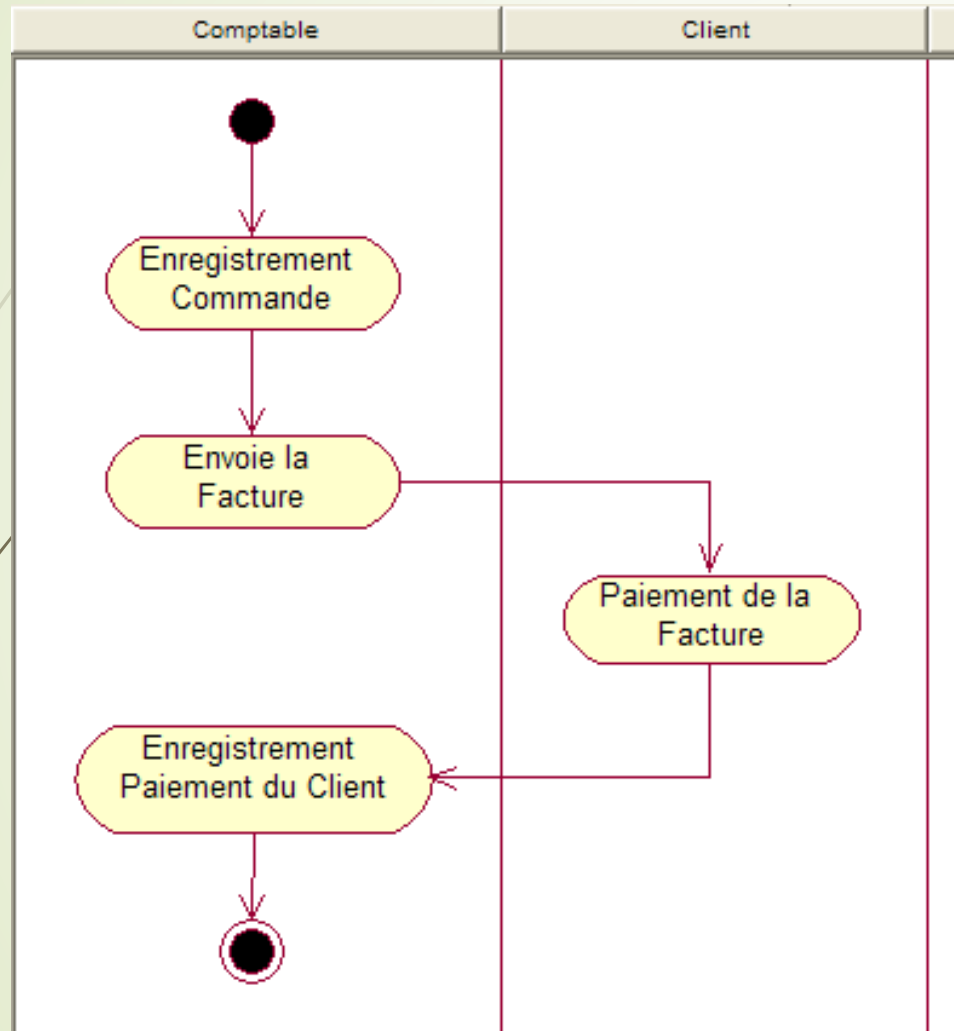 Comptable
Client
Enregistrement
Commande
Envoie la
Facture
Paiement de la
Facture
Enregistrement
Paiement du Client